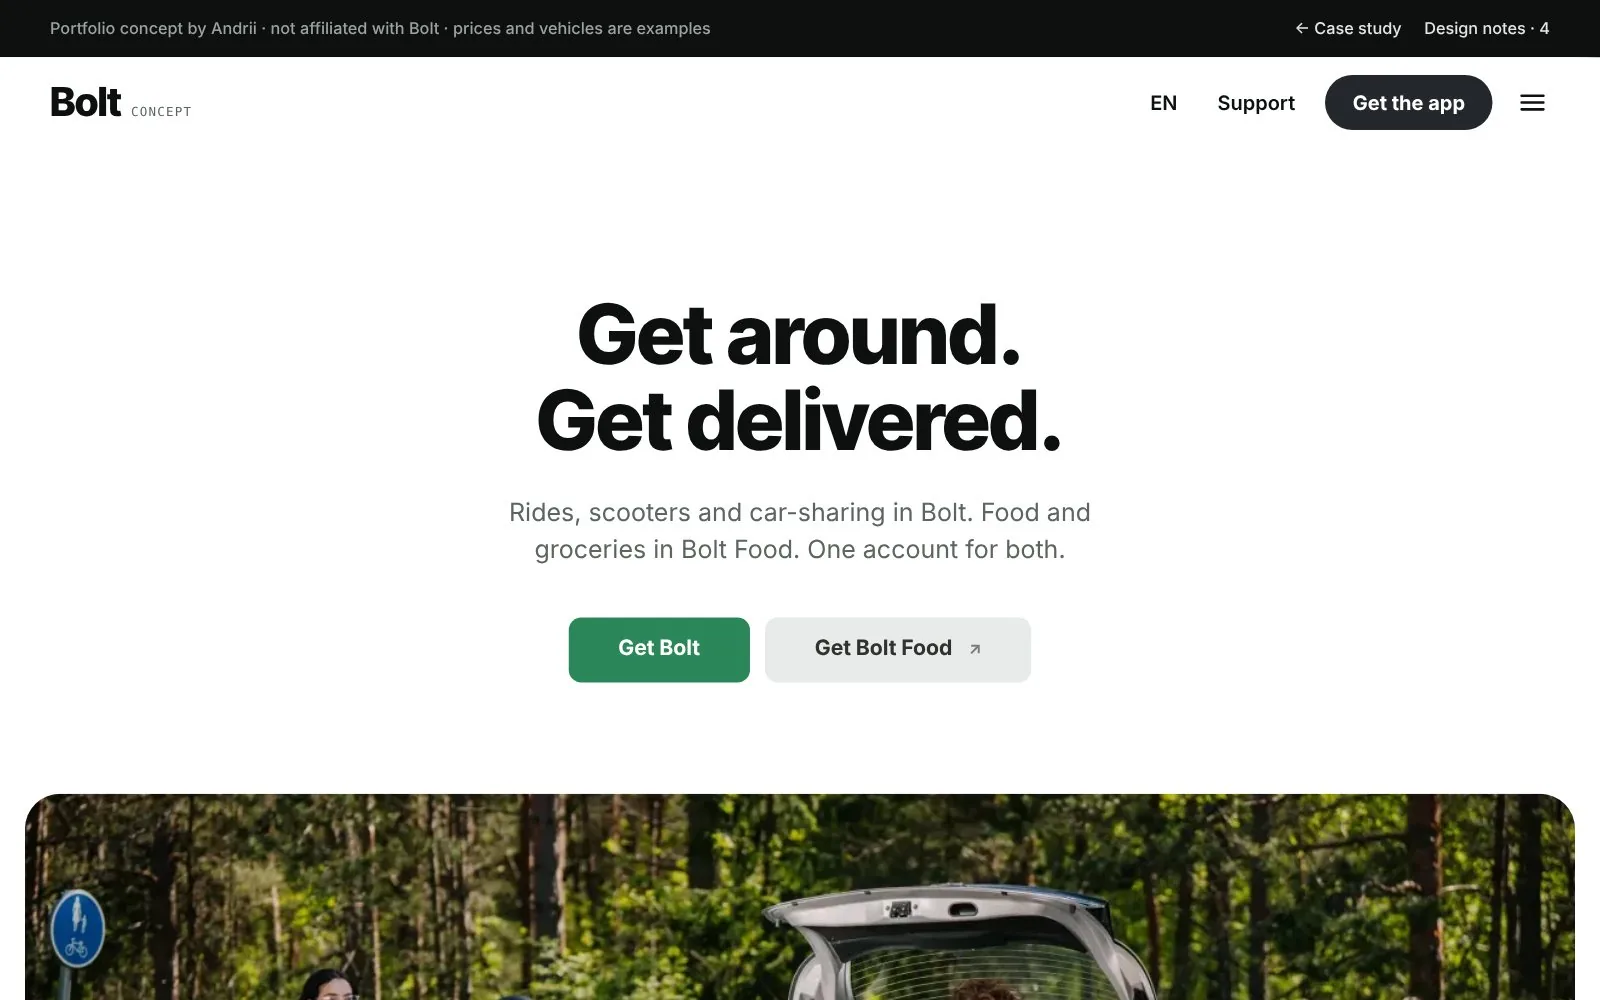 Portfolio concept by Andrii · not affiliated with Bolt · prices and vehicles are examples
← Case study
Design notes · 4
Bolt CONCEPT
EN
Support
Get the app
Get around.
Get delivered.
Rides, scooters and car-sharing in Bolt. Food and
groceries in Bolt Food. One account for both.
Get Bolt
Get Bolt Food ↗